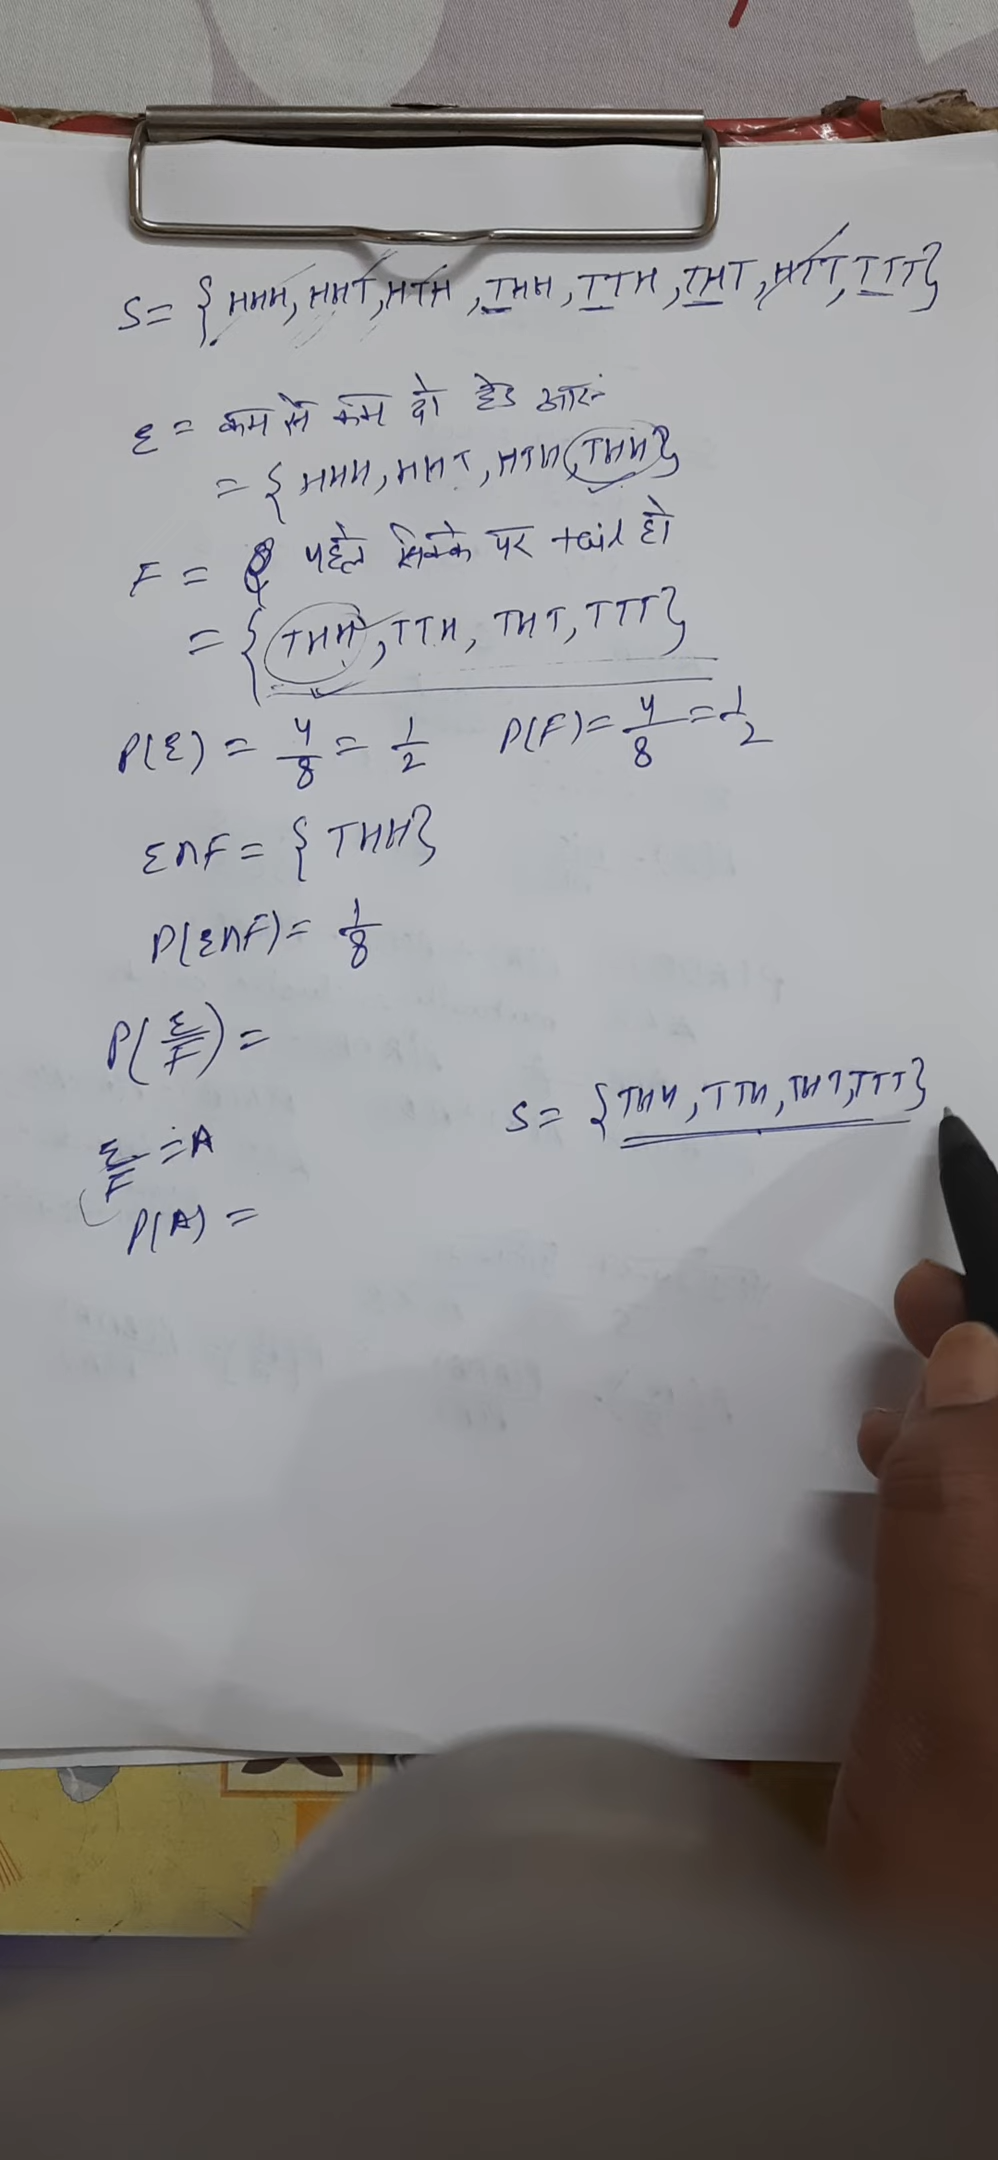 S = { HHH, HHT, HTH, THH, TTH, THT, HTT, TTT}
E = कम से कम दो हेड आए
= { HHH, HHT, HTH, THH}
F = पहले सिक्के पर tail हो
= { THH, TTH, THT, TTT}
P(E) = 4/8 = 1/2 P(F) = 4/8 = 1/2
E∩F = { THH}
P(E∩F) = 1/8
P(E/F) =
S = {THH, TTH, THT, TTT}
E/F = A
P(A) =